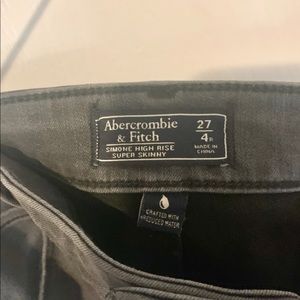 Abercrombie
& Fitch
SIMONE HIGH RISE
SUPER SKINNY
27
4R
MADE IN
CHINA
CRAFTED WITH
#REDUCED WATER